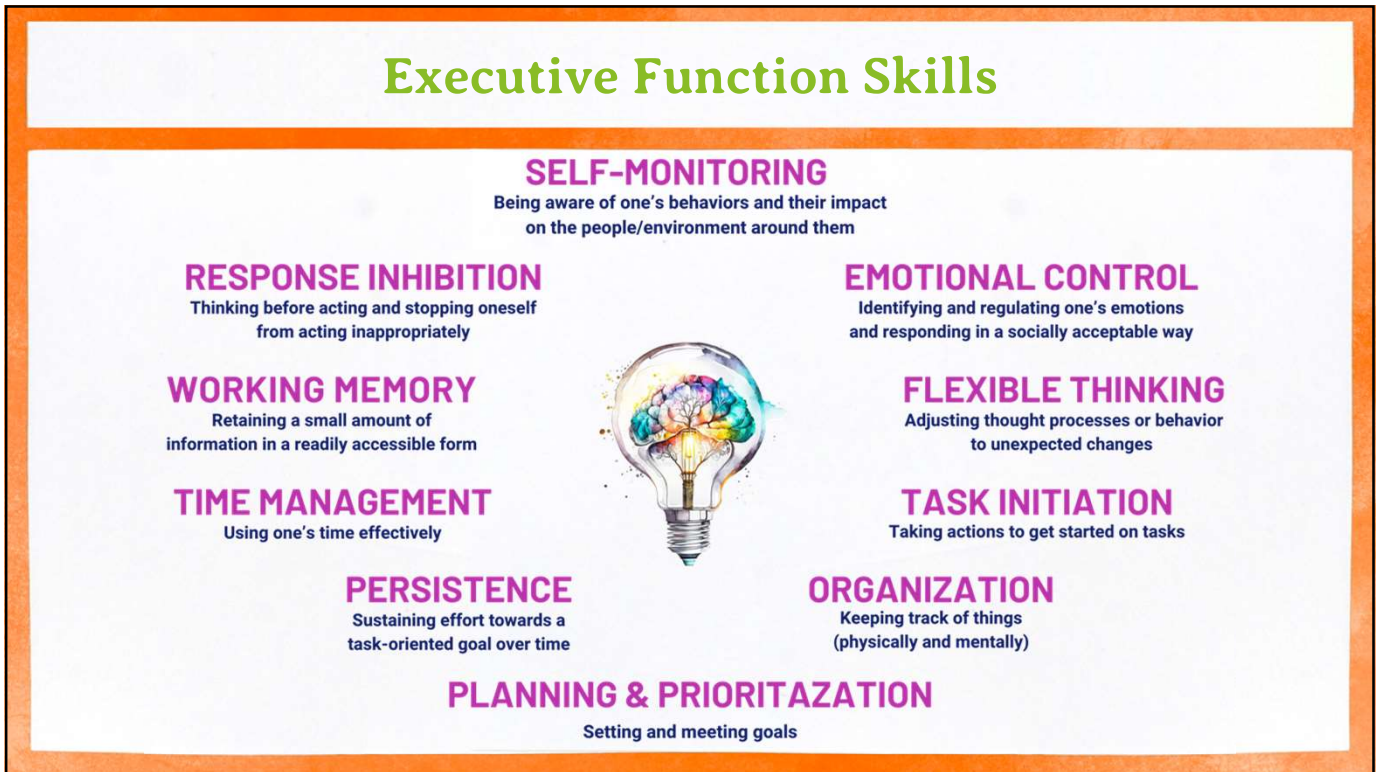 Executive Function Skills
SELF-MONITORING
Being aware of one's behaviors and their impact
on the people/environment around them
RESPONSE INHIBITION
Thinking before acting and stopping oneself
from acting inappropriately
EMOTIONAL CONTROL
Identifying and regulating one's emotions
and responding in a socially acceptable way
WORKING MEMORY
Retaining a small amount of
information in a readily accessible form
FLEXIBLE THINKING
Adjusting thought processes or behavior
to unexpected changes
TIME MANAGEMENT
Using one's time effectively
TASK INITIATION
Taking actions to get started on tasks
PERSISTENCE
Sustaining effort towards a
task-oriented goal over time
ORGANIZATION
Keeping track of things
(physically and mentally)
PLANNING & PRIORITAZATION
Setting and meeting goals